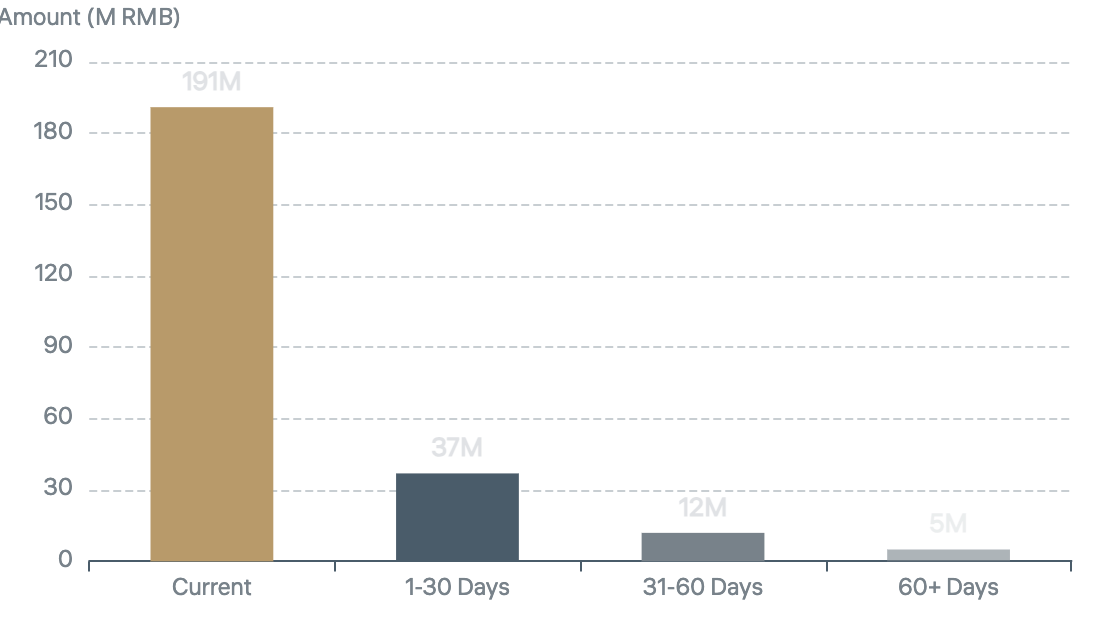 Amount (M RMB)
210
191M
180
150
120
90
60
37M
30
12M
5M
0
Current
1-30 Days
31-60 Days
60+ Days